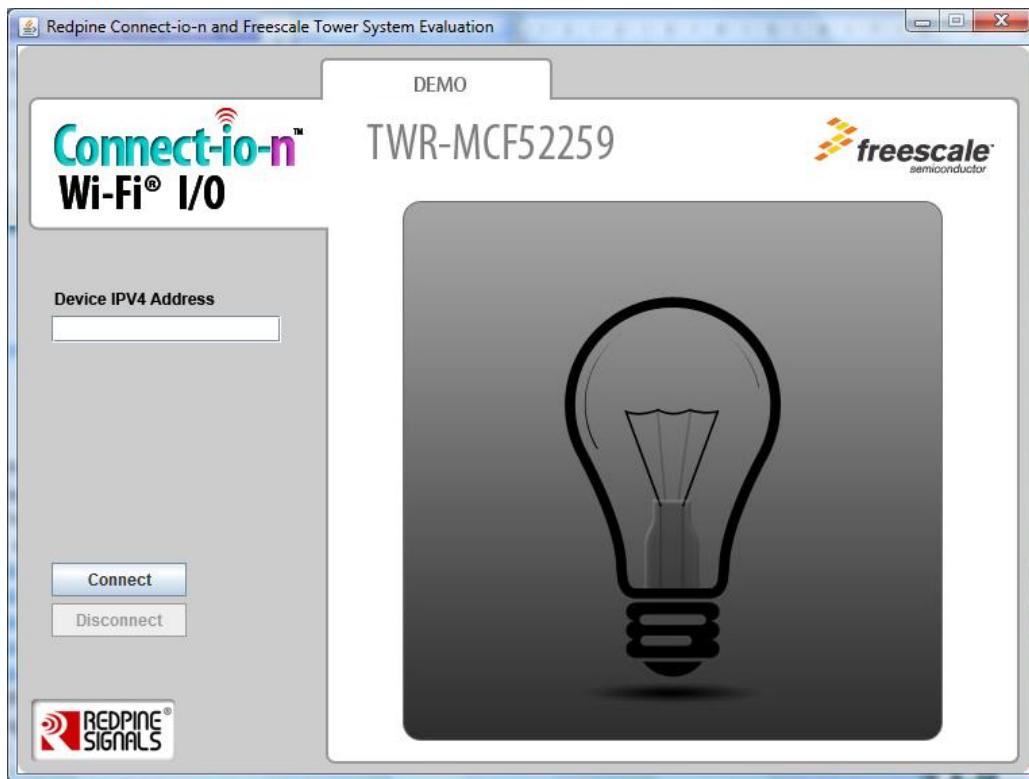 Redpine Connect-io-n and Freescale Tower System Evaluation
DEMO
Connect-io-n™
Wi-Fi® I/O
TWR-MCF52259
freescale™
semiconductor
Device IPV4 Address
Connect
Disconnect
REDPINE®
SIGNALS